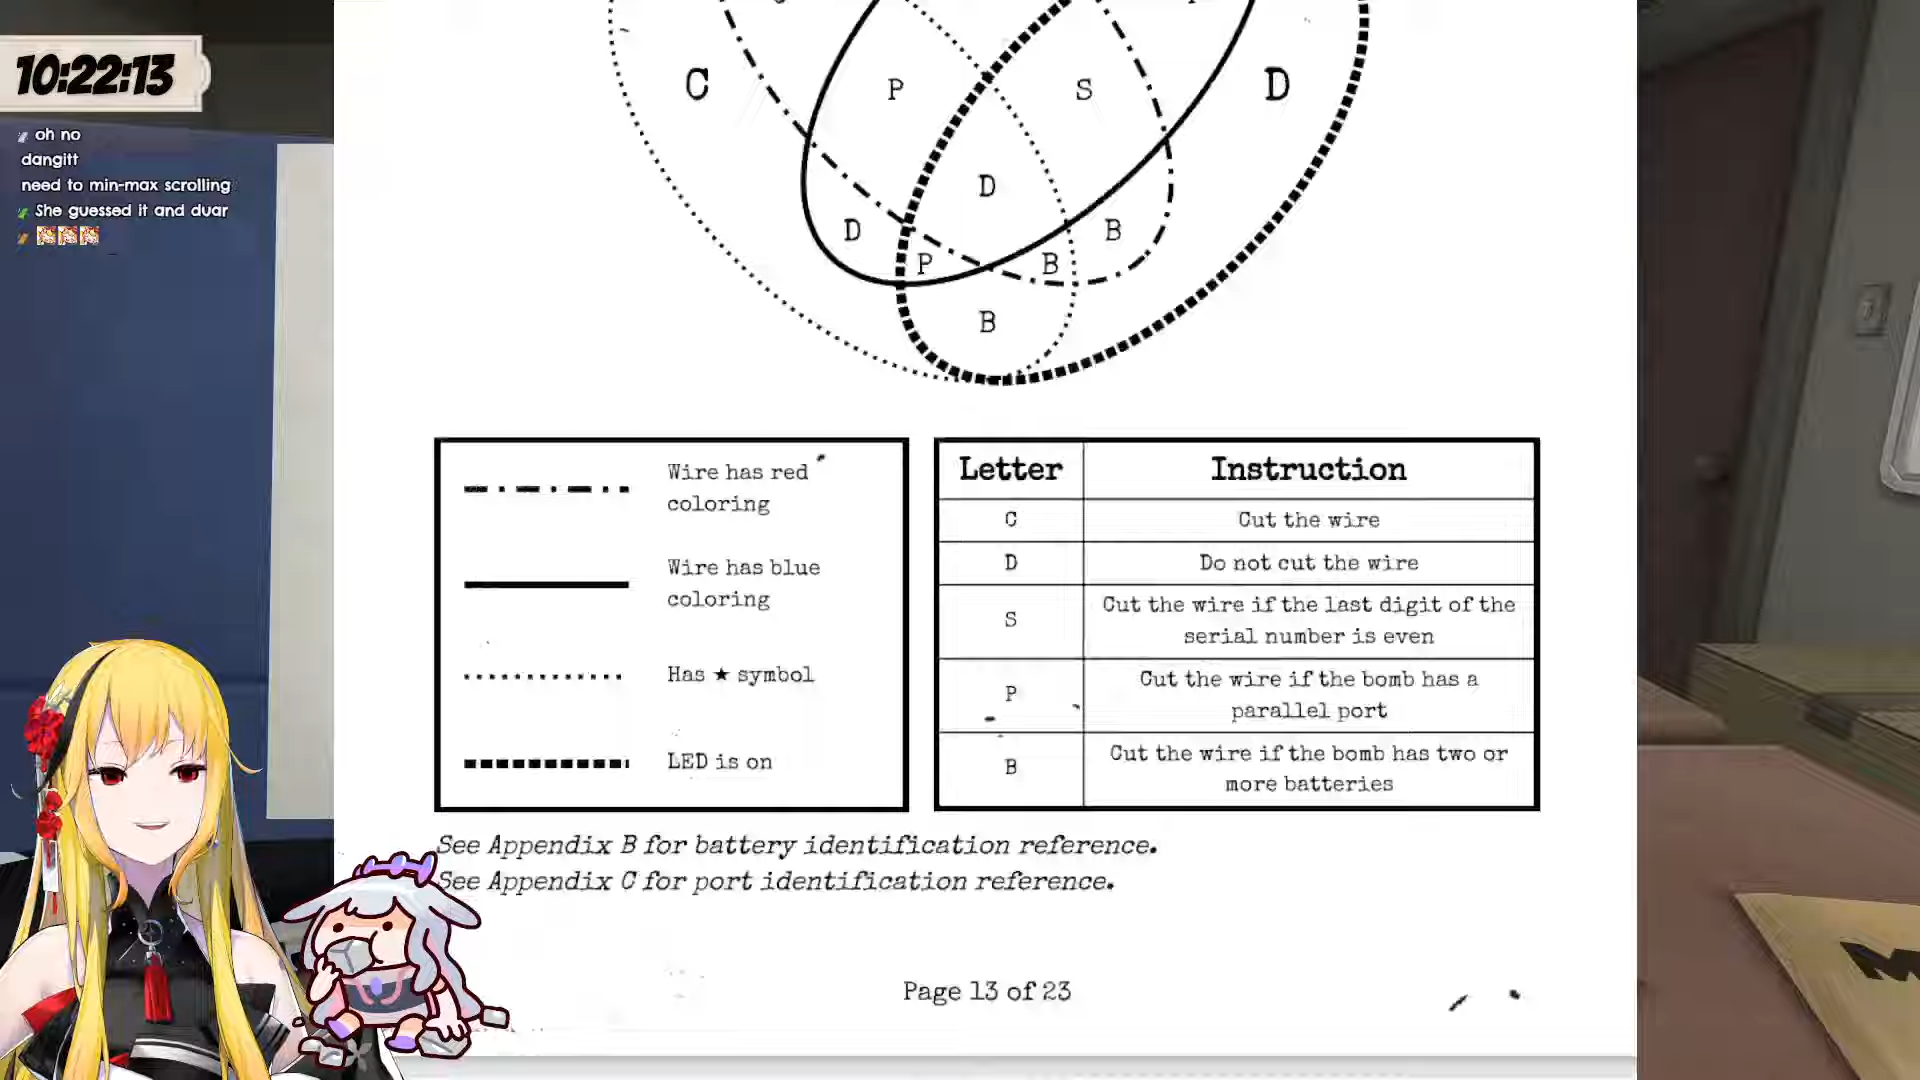 10:22:13
oh no
dangitt
need to min-max scrolling
She guessed it and duar
C
P
S
D
D
D
B
P
B
B
Wire has red
coloring
Wire has blue
coloring
Has ★ symbol
LED is on
Letter Instruction
C Cut the wire
D Do not cut the wire
S Cut the wire if the last digit of the
serial number is even
P Cut the wire if the bomb has a
parallel port
B Cut the wire if the bomb has two or
more batteries
See Appendix B for battery identification reference.
See Appendix C for port identification reference.
Page 13 of 23